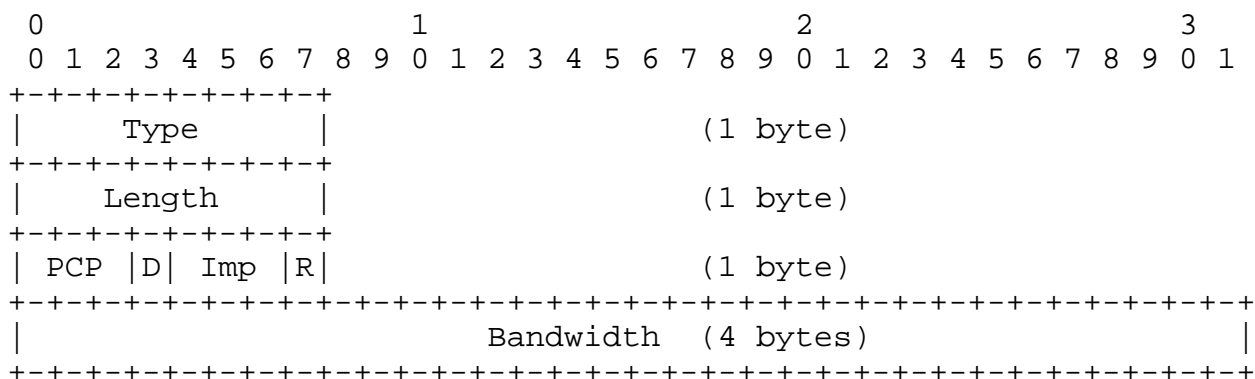 0                   1                   2                   3
 0 1 2 3 4 5 6 7 8 9 0 1 2 3 4 5 6 7 8 9 0 1 2 3 4 5 6 7 8 9 0 1
+-+-+-+-+-+-+-+-+
|     Type      |                   (1 byte)
+-+-+-+-+-+-+-+-+
|    Length     |                   (1 byte)
+-+-+-+-+-+-+-+-+
| PCP |D| Imp |R|                   (1 byte)
+-+-+-+-+-+-+-+-+-+-+-+-+-+-+-+-+-+-+-+-+-+-+-+-+-+-+-+-+-+-+-+-+
|                        Bandwidth  (4 bytes)                   |
+-+-+-+-+-+-+-+-+-+-+-+-+-+-+-+-+-+-+-+-+-+-+-+-+-+-+-+-+-+-+-+-+